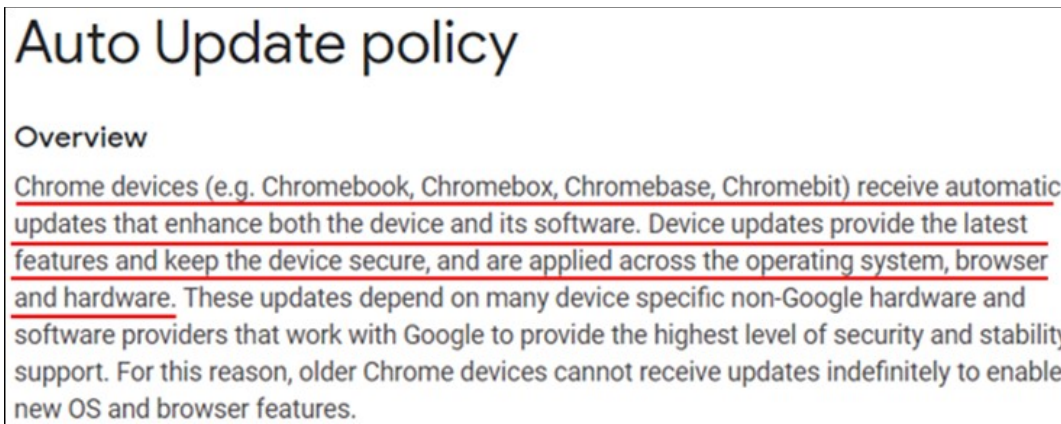 Auto Update policy
Overview
Chrome devices (e.g. Chromebook, Chromebox, Chromebase, Chromebit) receive automatic
updates that enhance both the device and its software. Device updates provide the latest
features and keep the device secure, and are applied across the operating system, browser
and hardware. These updates depend on many device specific non-Google hardware and
software providers that work with Google to provide the highest level of security and stability
support. For this reason, older Chrome devices cannot receive updates indefinitely to enable
new OS and browser features.